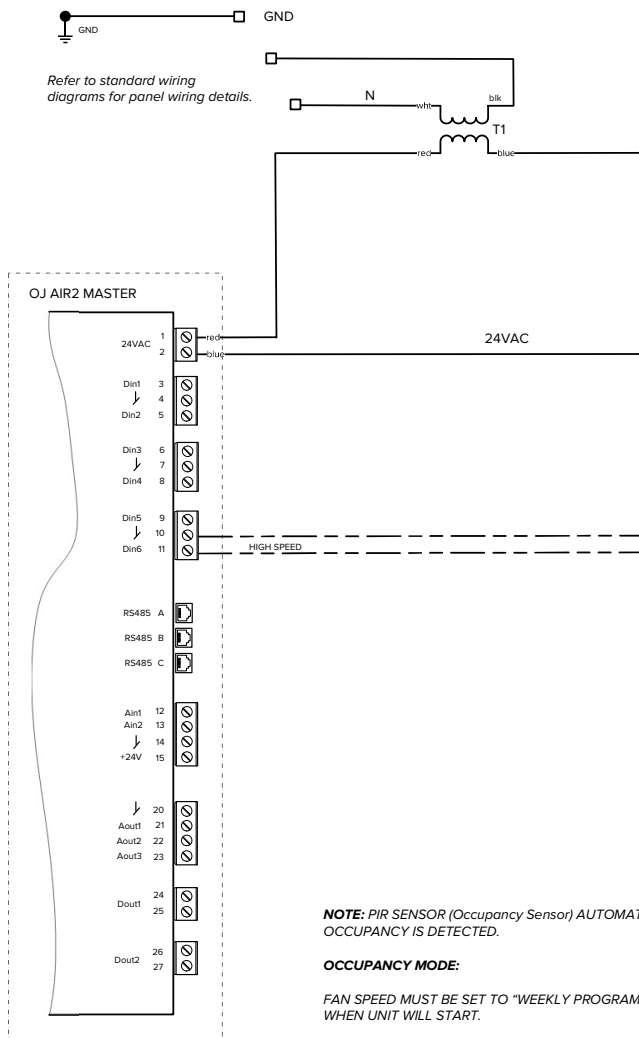 GND
GND
Refer to standard wiring
diagrams for panel wiring details.
N
wht
blk
T1
red
blue
OJ AIR2 MASTER
24VAC
1
red
24VAC
2
blue
Din1 3
4
Din2 5
Din3 6
7
Din4 8
Din5 9
10
Din6 11
HIGH SPEED
RS485 A
RS485 B
RS485 C
Ain1 12
Ain2 13
14
+24V 15
20
Aout1 21
Aout2 22
Aout3 23
Dout1
24
25
Dout2
26
27
NOTE: PIR SENSOR (Occupancy Sensor) AUTOMAT
OCCUPANCY IS DETECTED.
OCCUPANCY MODE:
FAN SPEED MUST BE SET TO “WEEKLY PROGRAM
WHEN UNIT WILL START.